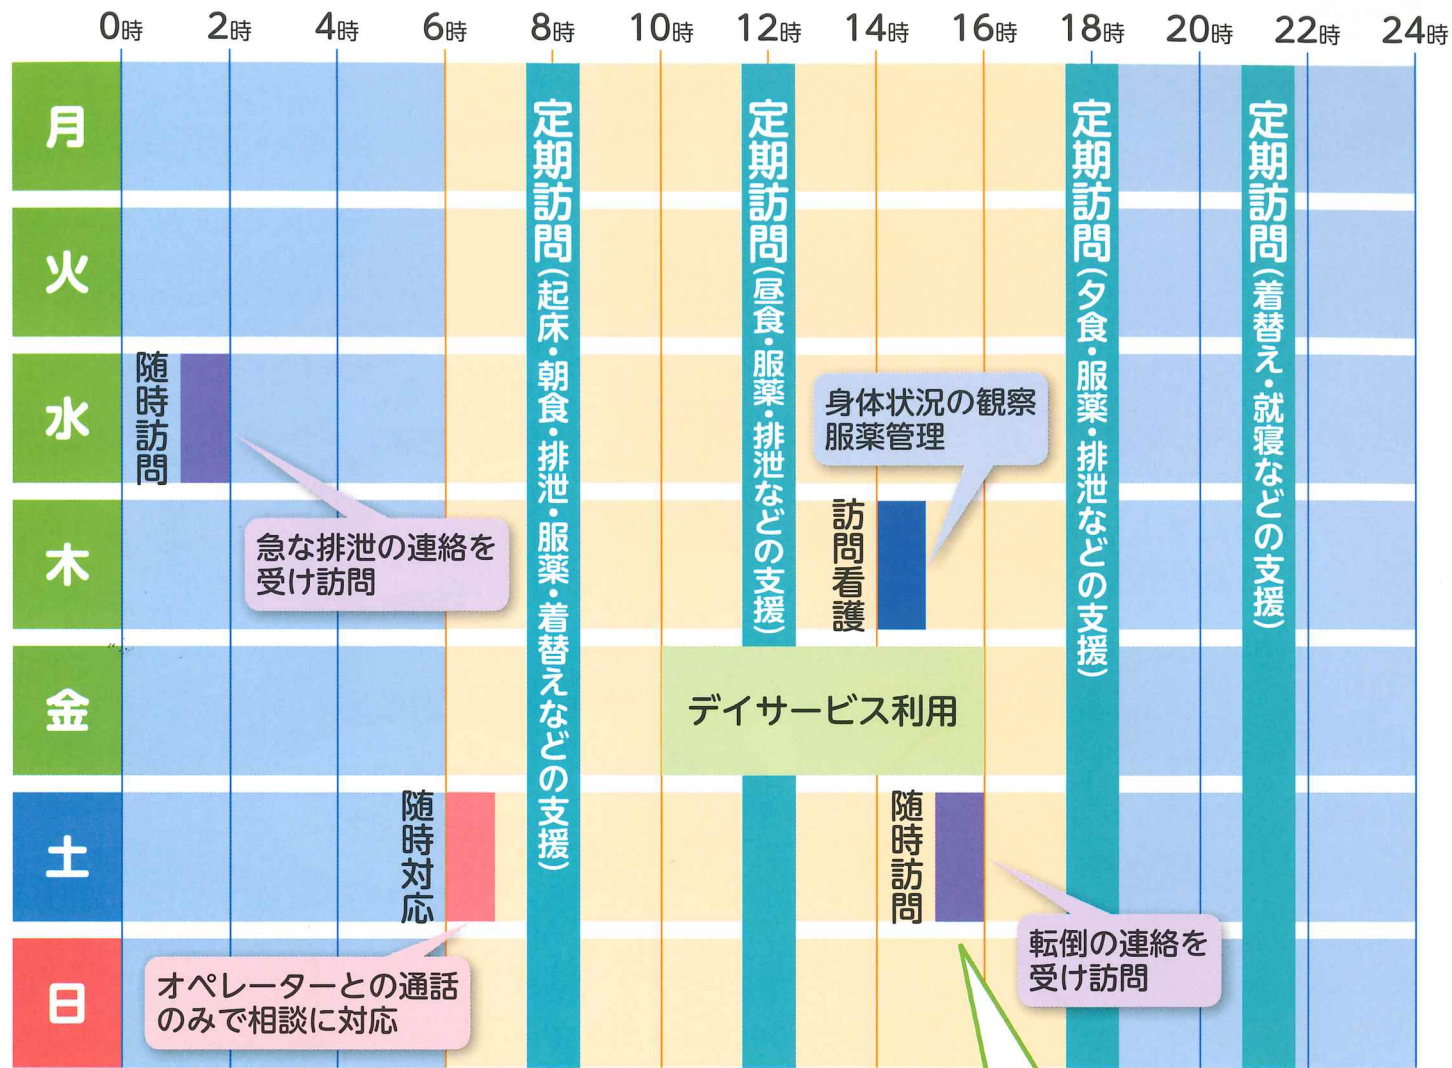 0時 2時 4時 6時 8時 10時 12時 14時 16時 18時 20時 22時 24時
月
火
水
木
金
土
日
定期訪問(起床・朝食・排泄・服薬・着替えなどの支援)
定期訪問(昼食・服薬・排泄などの支援)
定期訪問(夕食・服薬・排泄などの支援)
定期訪問(着替え・就寝などの支援)
随時訪問
急な排泄の連絡を
受け訪問
身体状況の観察
服薬管理
訪問看護
デイサービス利用
随時対応
オペレーターとの通話
のみで相談に対応
随時訪問
転倒の連絡を
受け訪問